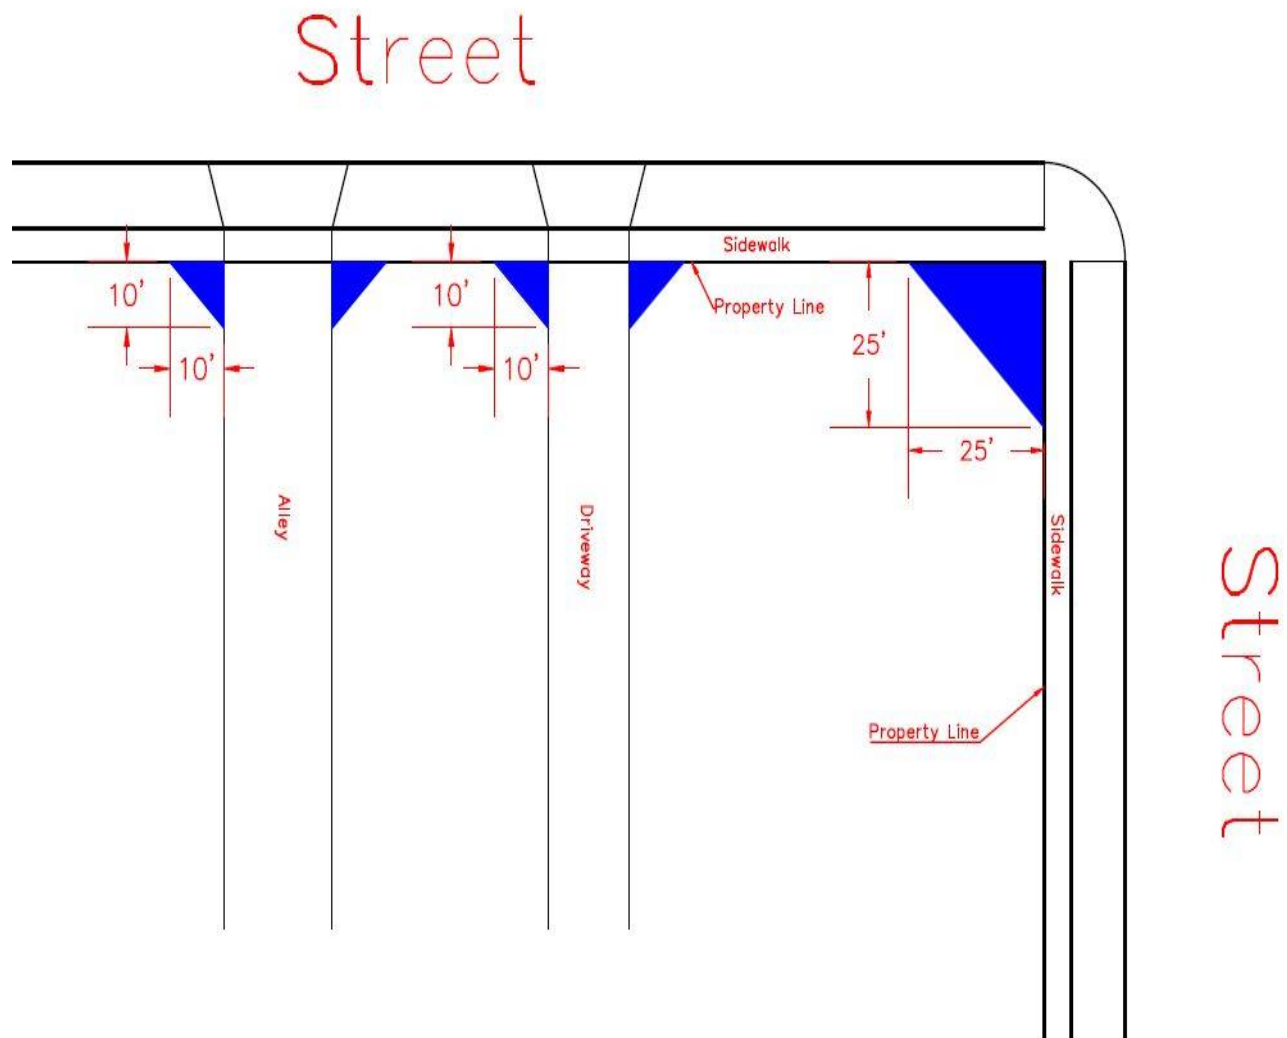 Street
Sidewalk
10'
10'
Property Line
25'
10'
10'
25'
Alley
Driveway
Sidewalk
Street
Property Line